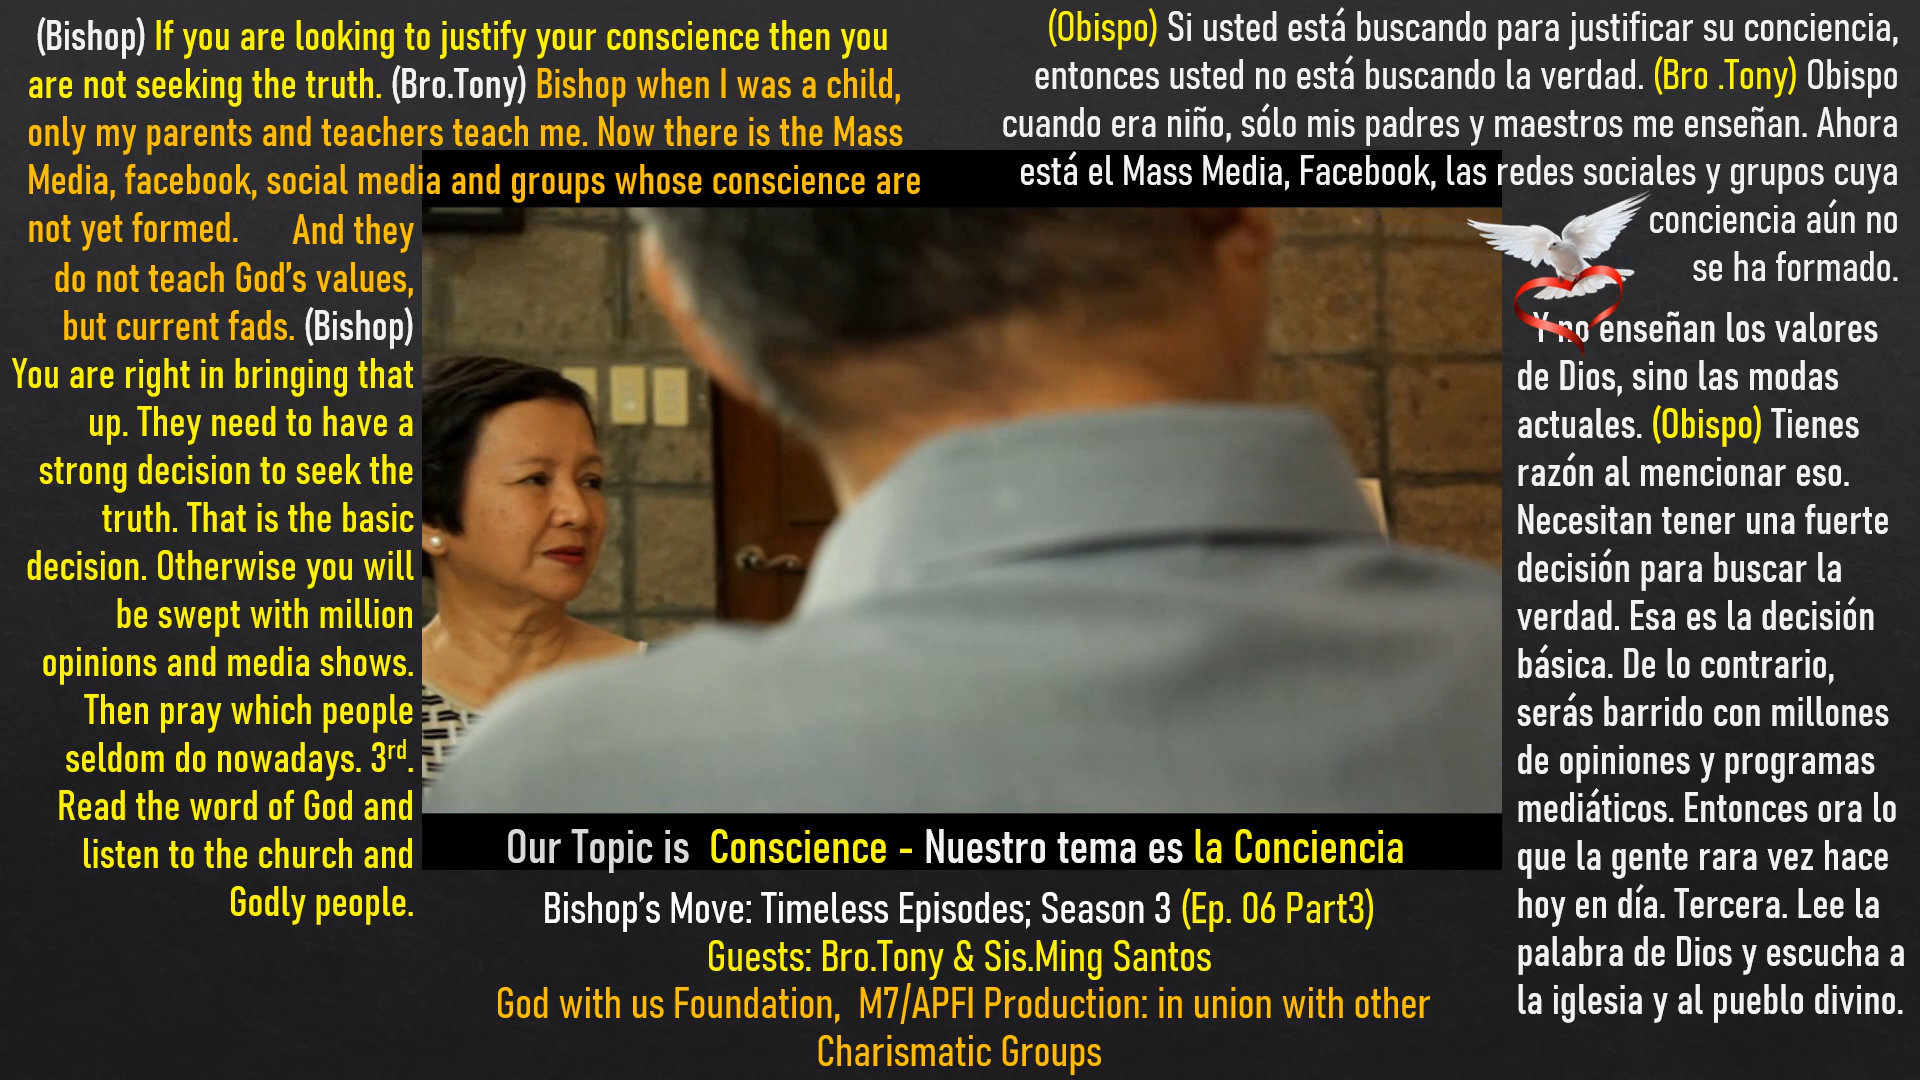 (Bishop) If you are looking to justify your conscience then you
are not seeking the truth. (Bro.Tony) Bishop when I was a child,
only my parents and teachers teach me. Now there is the Mass
Media, facebook, social media and groups whose conscience are
not yet formed. And they
do not teach God's values,
but current fads. (Bishop)
You are right in bringing that
up. They need to have a
strong decision to seek the
truth. That is the basic
decision. Otherwise you will
be swept with million
opinions and media shows.
Then pray which people
seldom do nowadays. 3rd.
Read the word of God and
listen to the church and
Godly people.
(Obispo) Si usted está buscando para justificar su conciencia,
entonces usted no está buscando la verdad. (Bro .Tony) Obispo
cuando era niño, sólo mis padres y maestros me enseñan. Ahora
está el Mass Media, Facebook, las redes sociales y grupos cuya
conciencia aún no
se ha formado.
Y no enseñan los valores
de Dios, sino las modas
actuales. (Obispo) Tienes
razón al mencionar eso.
Necesitan tener una fuerte
decisión para buscar la
verdad. Esa es la decisión
básica. De lo contrario,
serás barrido con millones
de opiniones y programas
mediáticos. Entonces ora lo
que la gente rara vez hace
hoy en día. Tercera. Lee la
palabra de Dios y escucha a
la iglesia y al pueblo divino.
Our Topic is Conscience - Nuestro tema es la Conciencia
Bishop's Move: Timeless Episodes; Season 3 (Ep. 06 Part3)
Guests: Bro.Tony & Sis.Ming Santos
God with us Foundation, M7/APFI Production: in union with other
Charismatic Groups